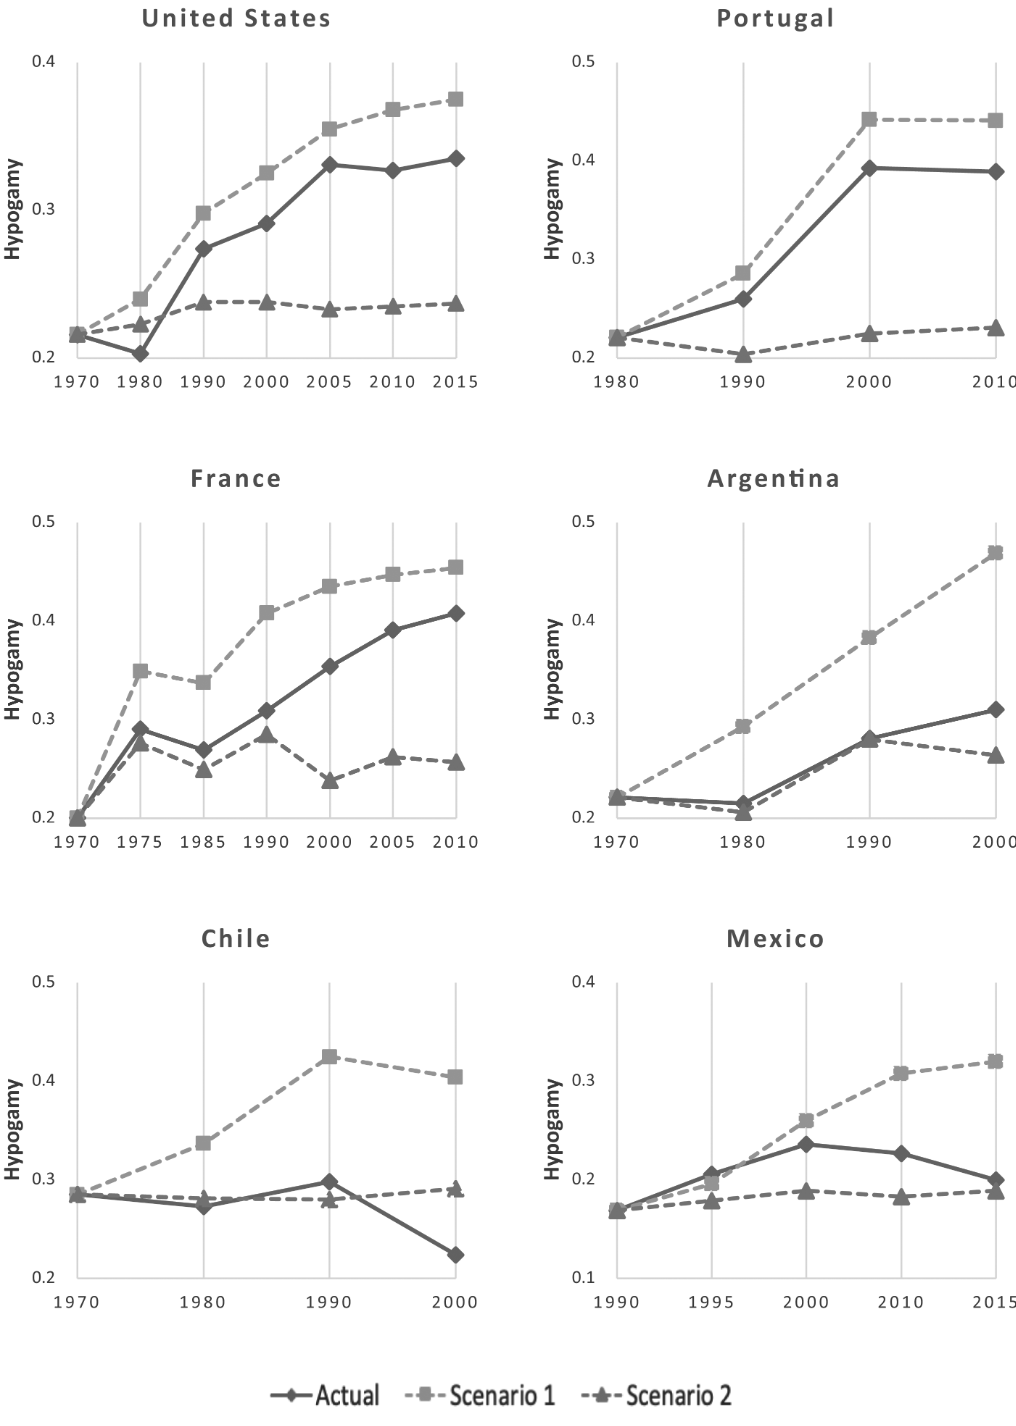 United States
Portugal
0.4
0.3
0.2
Hypogamy
1970 1980 1990 2000 2005 2010 2015
0.5
0.4
0.3
0.2
Hypogamy
1980 1990 2000 2010
France
Argentina
0.5
0.4
0.3
0.2
Hypogamy
1970 1975 1985 1990 2000 2005 2010
0.5
0.4
0.3
0.2
Hypogamy
1970 1980 1990 2000
Chile
Mexico
0.5
0.4
0.3
0.2
Hypogamy
1970 1980 1990 2000
0.4
0.3
0.2
0.1
Hypogamy
1990 1995 2000 2010 2015
Actual Scenario 1 Scenario 2